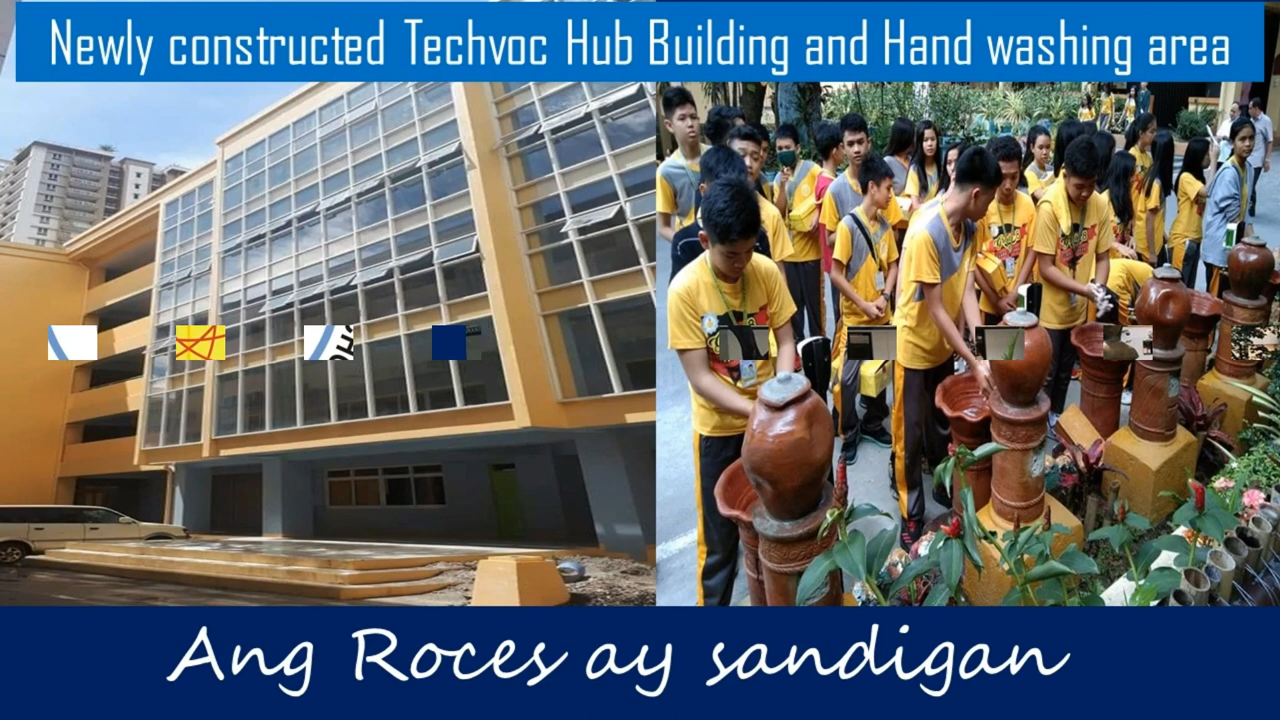 Newly constructed Techvoc Hub Building and Hand washing area
Ang Roces ay sandigan